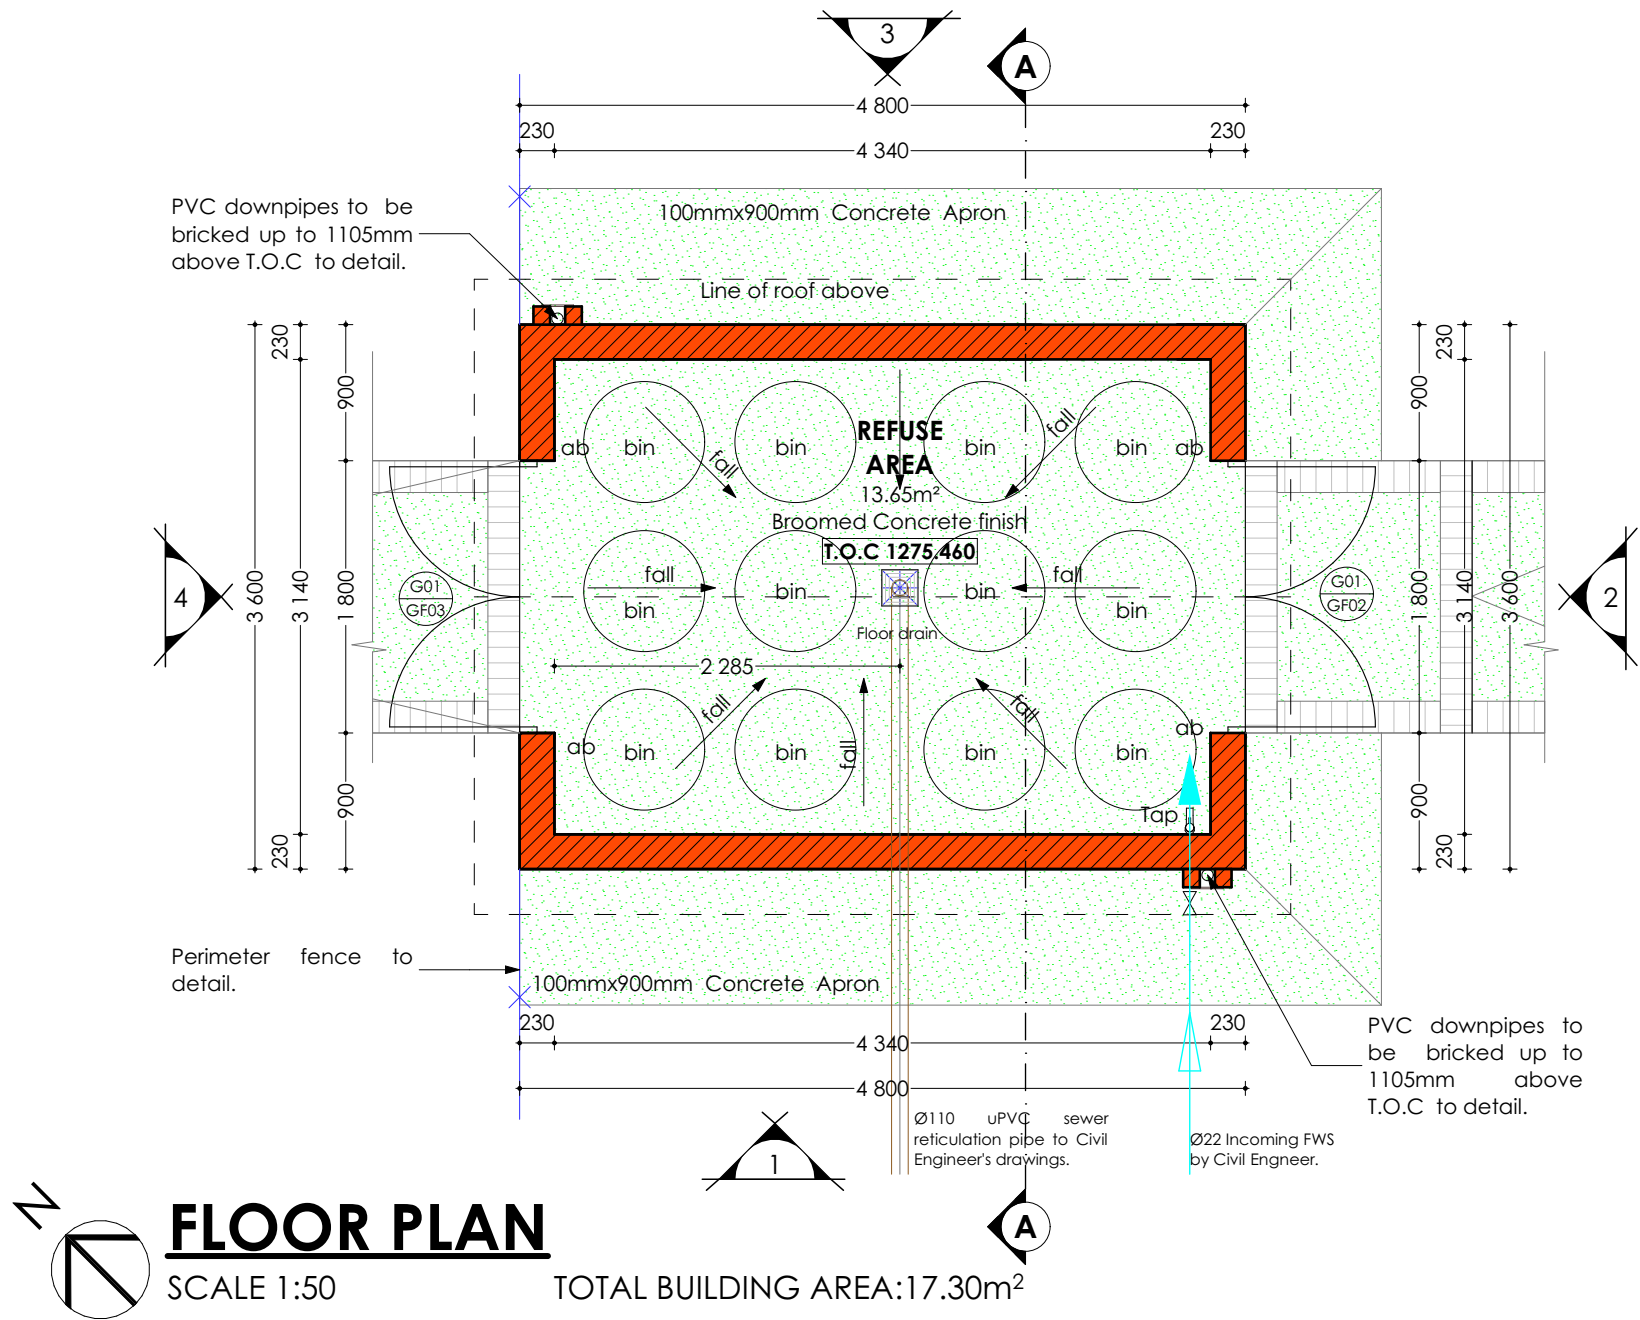 3
A
4 800
230
230
4 340
PVC downpipes to be
bricked up to 1105mm
above T.O.C to detail.
100mmx900mm Concrete Apron
Line of roof above
230
900
230
900
ab
bin
bin
REFUSE
AREA
bin
bin
ab
fall
fall
13.65m²
Broomed Concrete finish
T.O.C 1275.460
4
3 600
3 140
1 800
G01
GF03
fall
bin
bin
bin
fall
bin
G01
GF02
1 800
3 140
3 600
2
Floor drain
2 285
fall
fall
fall
ab
ab
bin
bin
bin
bin
Tap
900
230
900
230
Perimeter fence to
detail.
100mmx900mm Concrete Apron
230
230
4 340
4 800
PVC downpipes to
be bricked up to
1105mm above
T.O.C to detail.
Ø110 uPVC sewer
reticulation pipe to Civil
Engineer's drawings.
Ø22 Incoming FWS
by Civil Engneer.
1
A
N
FLOOR PLAN
SCALE 1:50
TOTAL BUILDING AREA:17.30m²